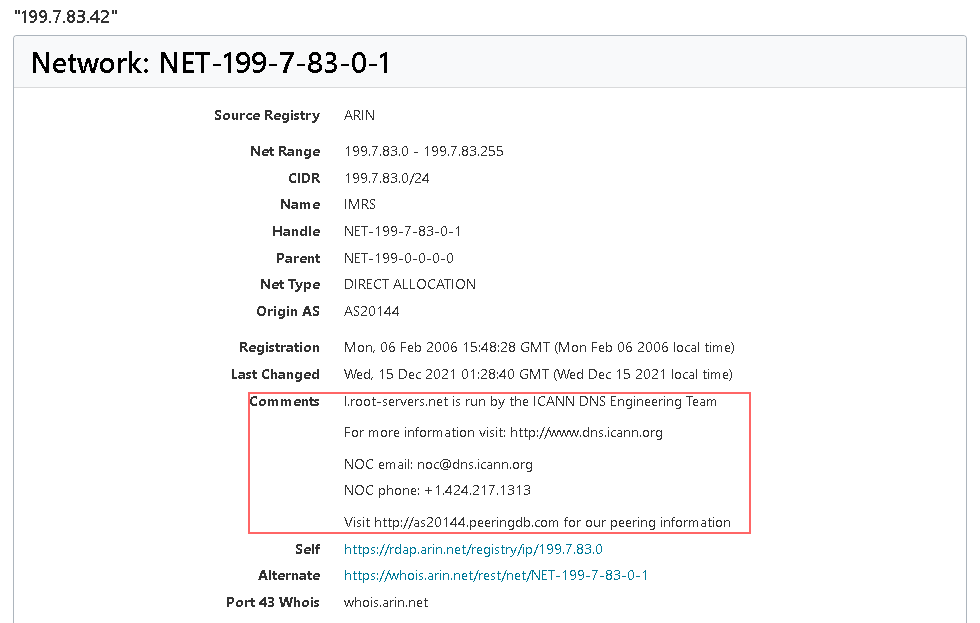 "199.7.83.42"
Network: NET-199-7-83-0-1
Source Registry ARIN
Net Range 199.7.83.0 - 199.7.83.255
CIDR 199.7.83.0/24
Name IMRS
Handle NET-199-7-83-0-1
Parent NET-199-0-0-0-0
Net Type DIRECT ALLOCATION
Origin AS AS20144
Registration Mon, 06 Feb 2006 15:48:28 GMT (Mon Feb 06 2006 local time)
Last Changed Wed, 15 Dec 2021 01:28:40 GMT (Wed Dec 15 2021 local time)
Comments l.root-servers.net is run by the ICANN DNS Engineering Team
For more information visit: http://www.dns.icann.org
NOC email: noc@dns.icann.org
NOC phone: +1.424.217.1313
Visit http://as20144.peeringdb.com for our peering information
Self https://rdap.arin.net/registry/ip/199.7.83.0
Alternate https://whois.arin.net/rest/net/NET-199-7-83-0-1
Port 43 Whois whois.arin.net